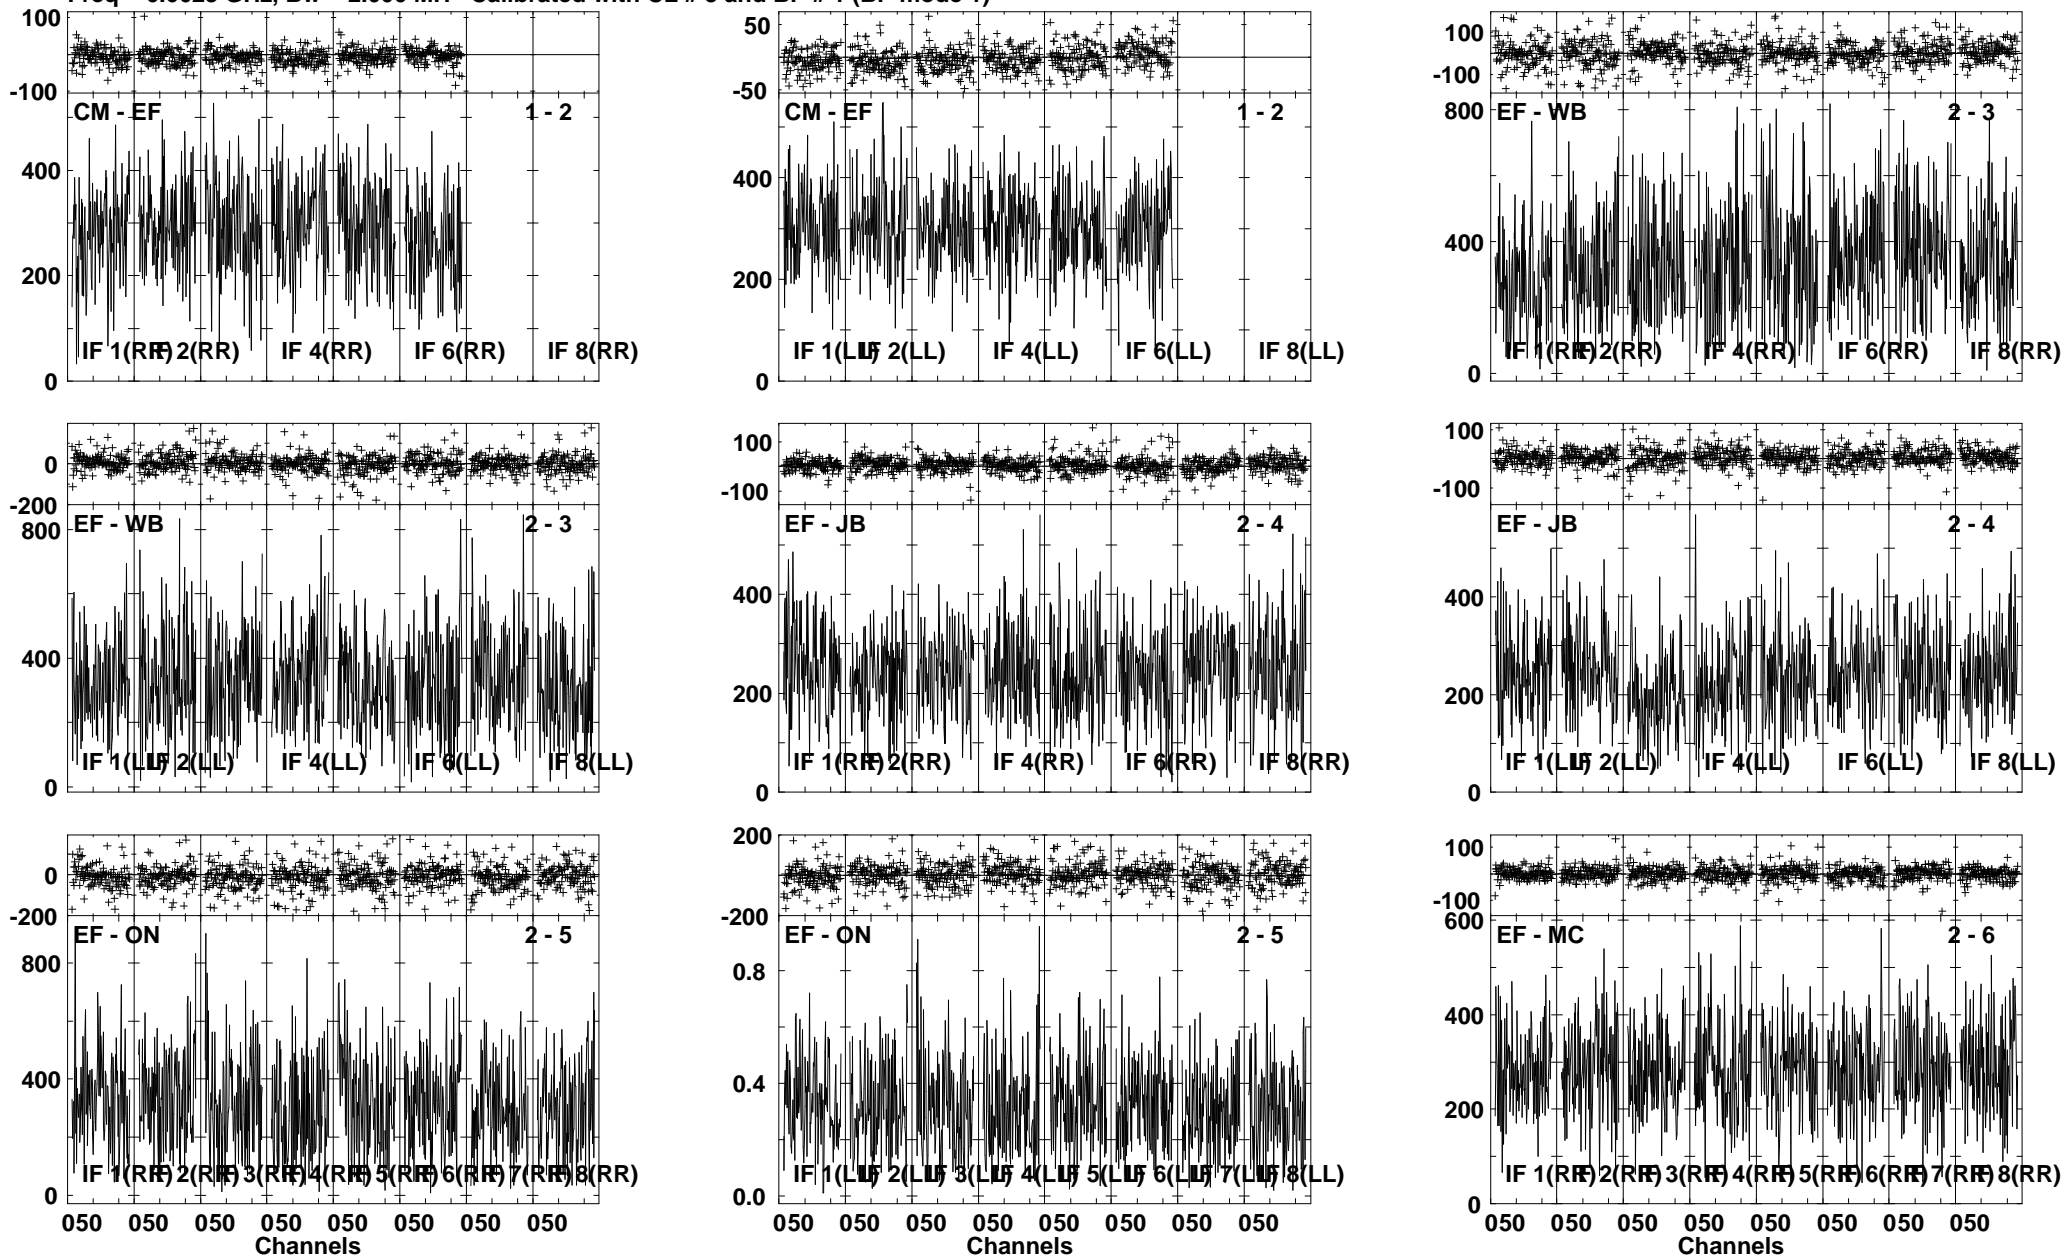 100
0
-100
CM - EF 1 - 2
400
200
IF 1(RR) IF 2(RR) IF 4(RR) IF 6(RR) IF 8(RR)
0
50
0
-50
CM - EF 1 - 2
400
200
IF 1(LL) IF 2(LL) IF 4(LL) IF 6(LL) IF 8(LL)
0
100
0
-100
EF - WB 2 - 3
800
400
IF 1(RR) IF 2(RR) IF 4(RR) IF 6(RR) IF 8(RR)
0
0
-200
EF - WB 2 - 3
800
400
IF 1(LL) IF 2(LL) IF 4(LL) IF 6(LL) IF 8(LL)
0
100
0
-100
EF - JB 2 - 4
400
200
IF 1(RR) IF 2(RR) IF 4(RR) IF 6(RR) IF 8(RR)
0
100
0
-100
EF - JB 2 - 4
400
200
IF 1(LL) IF 2(LL) IF 4(LL) IF 6(LL) IF 8(LL)
0
0
-200
EF - ON 2 - 5
800
400
IF 1(RR) IF 2(RR) IF 3(RR) IF 4(RR) IF 5(RR) IF 6(RR) IF 7(RR) IF 8(RR)
0
050 050 050 050 050 050 050 050
Channels
200
0
-200
EF - ON 2 - 5
0.8
0.4
IF 1(LL) IF 2(LL) IF 3(LL) IF 4(LL) IF 5(LL) IF 6(LL) IF 7(LL) IF 8(LL)
0.0
050 050 050 050 050 050 050 050
Channels
100
0
-100
EF - MC 2 - 6
600
400
200
IF 1(RR) IF 2(RR) IF 3(RR) IF 4(RR) IF 5(RR) IF 6(RR) IF 7(RR) IF 8(RR)
0
050 050 050 050 050 050 050 050
Channels